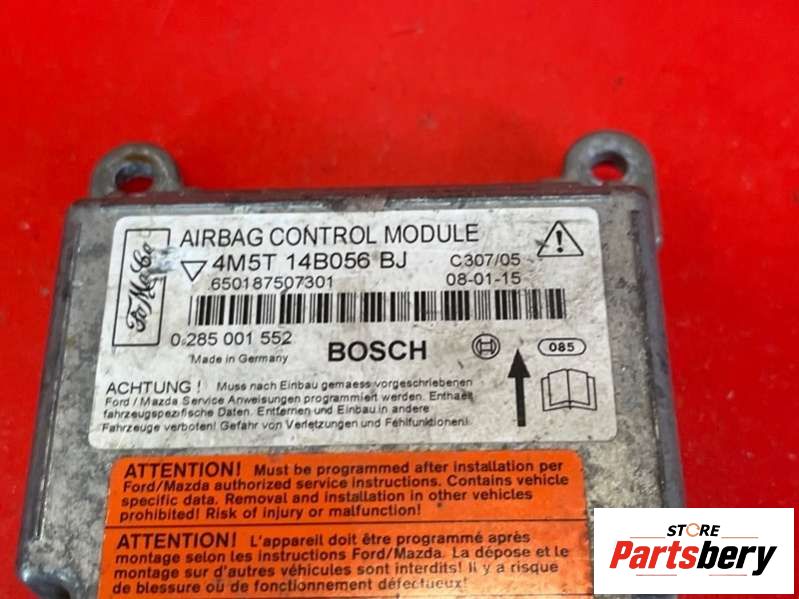 FoMoCo
AIRBAG CONTROL MODULE
4M5T 14B056 BJ C307/05
650187507301 08-01-15
0 285 001 552
Made in Germany BOSCH 085
ACHTUNG ! Muss nach Einbau gemaess vorgeschriebenen
Ford / Mazda Service Anweisungen programmiert werden. Enthaelt
fahrzeugspezifische Daten. Entfernen und Einbau in andere
Fahrzeuge verboten! Gefahr von Verletzungen und Fehlfunktionen!
ATTENTION! Must be programmed after installation per
Ford/Mazda authorized service instructions. Contains vehicle
specific data. Removal and installation in other vehicles
prohibited! Risk of injury or malfunction!
ATTENTION! L'appareil doit être programmé après
montage selon les instructions Ford/Mazda. La dépose et le
montage sur d'autres véhicules sont interdits! Il y a risque
de blessure ou de fonctionnement défectueux!
STORE
Partsbery